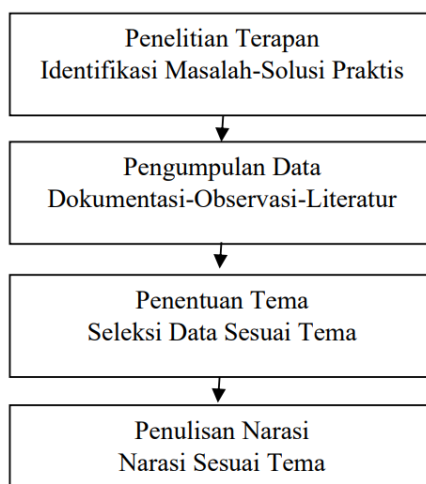 Penelitian Terapan
Identifikasi Masalah-Solusi Praktis
Pengumpulan Data
Dokumentasi-Observasi-Literatur
Penentuan Tema
Seleksi Data Sesuai Tema
Penulisan Narasi
Narasi Sesuai Tema